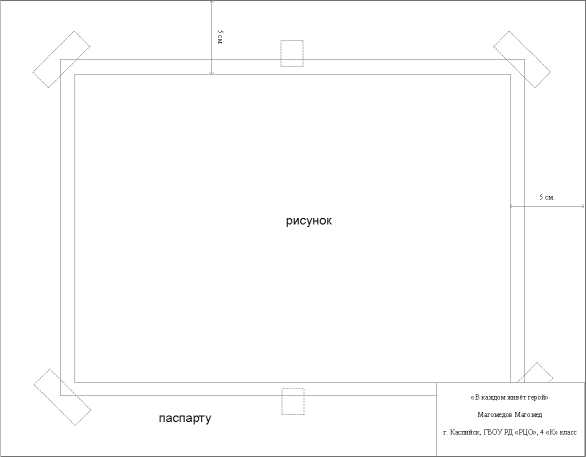 5 см
5 см
рисунок
«В каждом живёт герой»
Магомедов Магомед
г. Каспийск, ГБОУ РД «РЦО», 4 «К» класс
паспарту